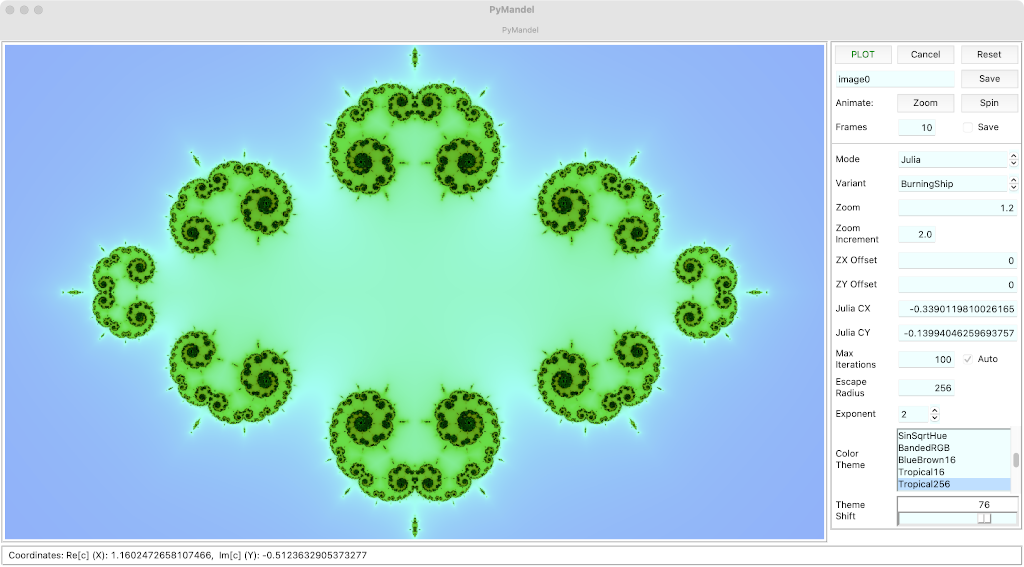 PyMandel
PyMandel
PLOT Cancel Reset
image0 Save
Animate: Zoom Spin
Frames 10 Save
Mode Julia
Variant BurningShip
Zoom 1.2
Zoom
Increment 2.0
ZX Offset 0
ZY Offset 0
Julia CX -0.3390119810026165
Julia CY -0.13994046259693757
Max
Iterations 100 Auto
Escape
Radius 256
Exponent 2
Color
Theme
SinSqrtHue
BandedRGB
BlueBrown16
Tropical16
Tropical256
Theme
Shift
76
Coordinates: Re[c] (X): 1.1602472658107466, Im[c] (Y): -0.5123632905373277